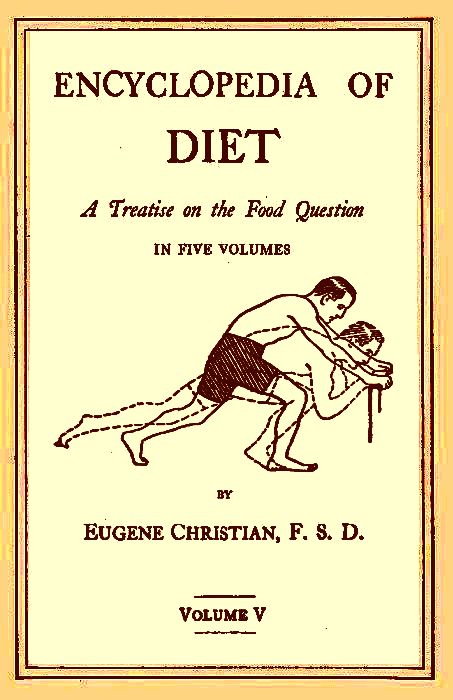 ENCYCLOPEDIA OF
DIET
A Treatise on the Food Question
IN FIVE VOLUMES
BY
EUGENE CHRISTIAN, F. S. D.
VOLUME V